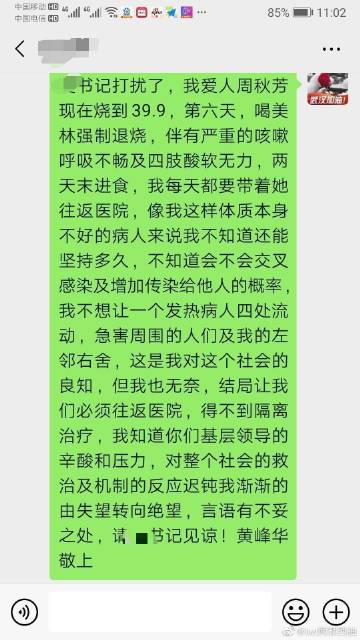 中国移动 HD 4G 4G
中国电信 HD
85% 11:02
书记打扰了，我爱人周秋芳
现在烧到39.9，第六天，喝美
林强制退烧，伴有严重的咳嗽
呼吸不畅及四肢酸软无力，两
天末进食，我每天都要带着她
往返医院，像我这样体质本身
不好的病人来说我不知道还能
坚持多久，不知道会不会交叉
感染及增加传染给他人的概率，
我不想让一个发热病人四处流
动，急害周围的人们及我的左
邻右舍，这是我对这个社会的
良知，但我也无奈，结局让我
们必须往返医院，得不到隔离
治疗，我知道你们基层领导的
辛酸和压力，对整个社会的救
治及机制的反应迟钝我渐渐的
由失望转向绝望，言语有不妥
之处，请 书记见谅！黄峰华
敬上
武汉加油！